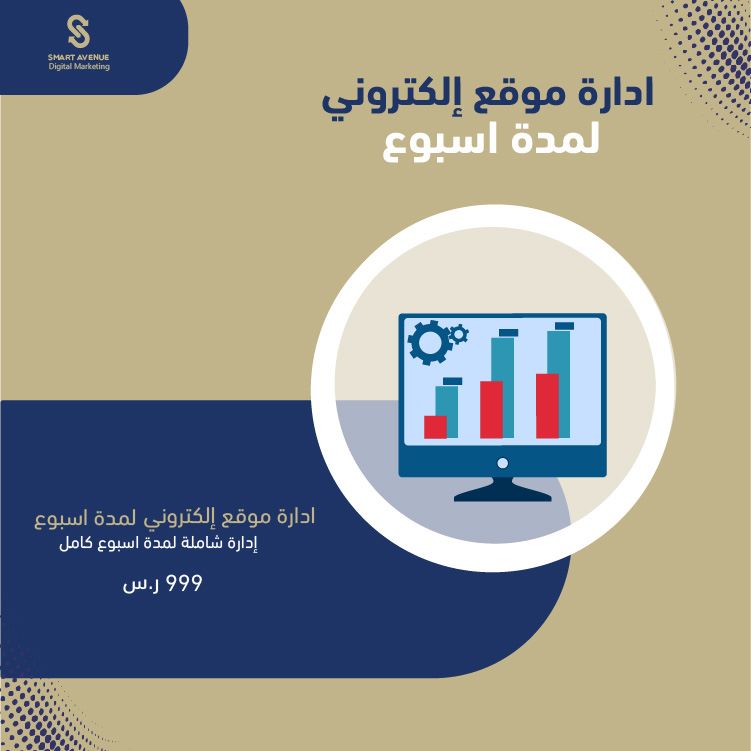 SMART AVENUE
Digital Marketing
ادارة موقع إلكتروني
لمدة اسبوع
ادارة موقع إلكتروني لمدة اسبوع
إدارة شاملة لمدة اسبوع كامل
999 ر.س